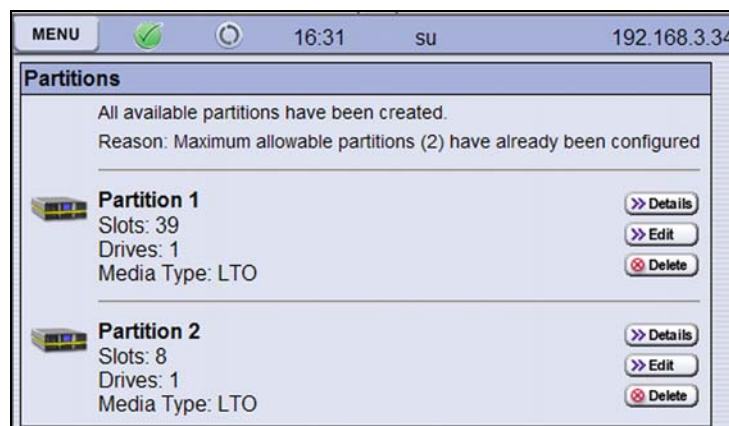 MENU 16:31 su 192.168.3.34
Partitions
All available partitions have been created.
Reason: Maximum allowable partitions (2) have already been configured
Partition 1
Slots: 39
Drives: 1
Media Type: LTO
Details
Edit
Delete
Partition 2
Slots: 8
Drives: 1
Media Type: LTO
Details
Edit
Delete